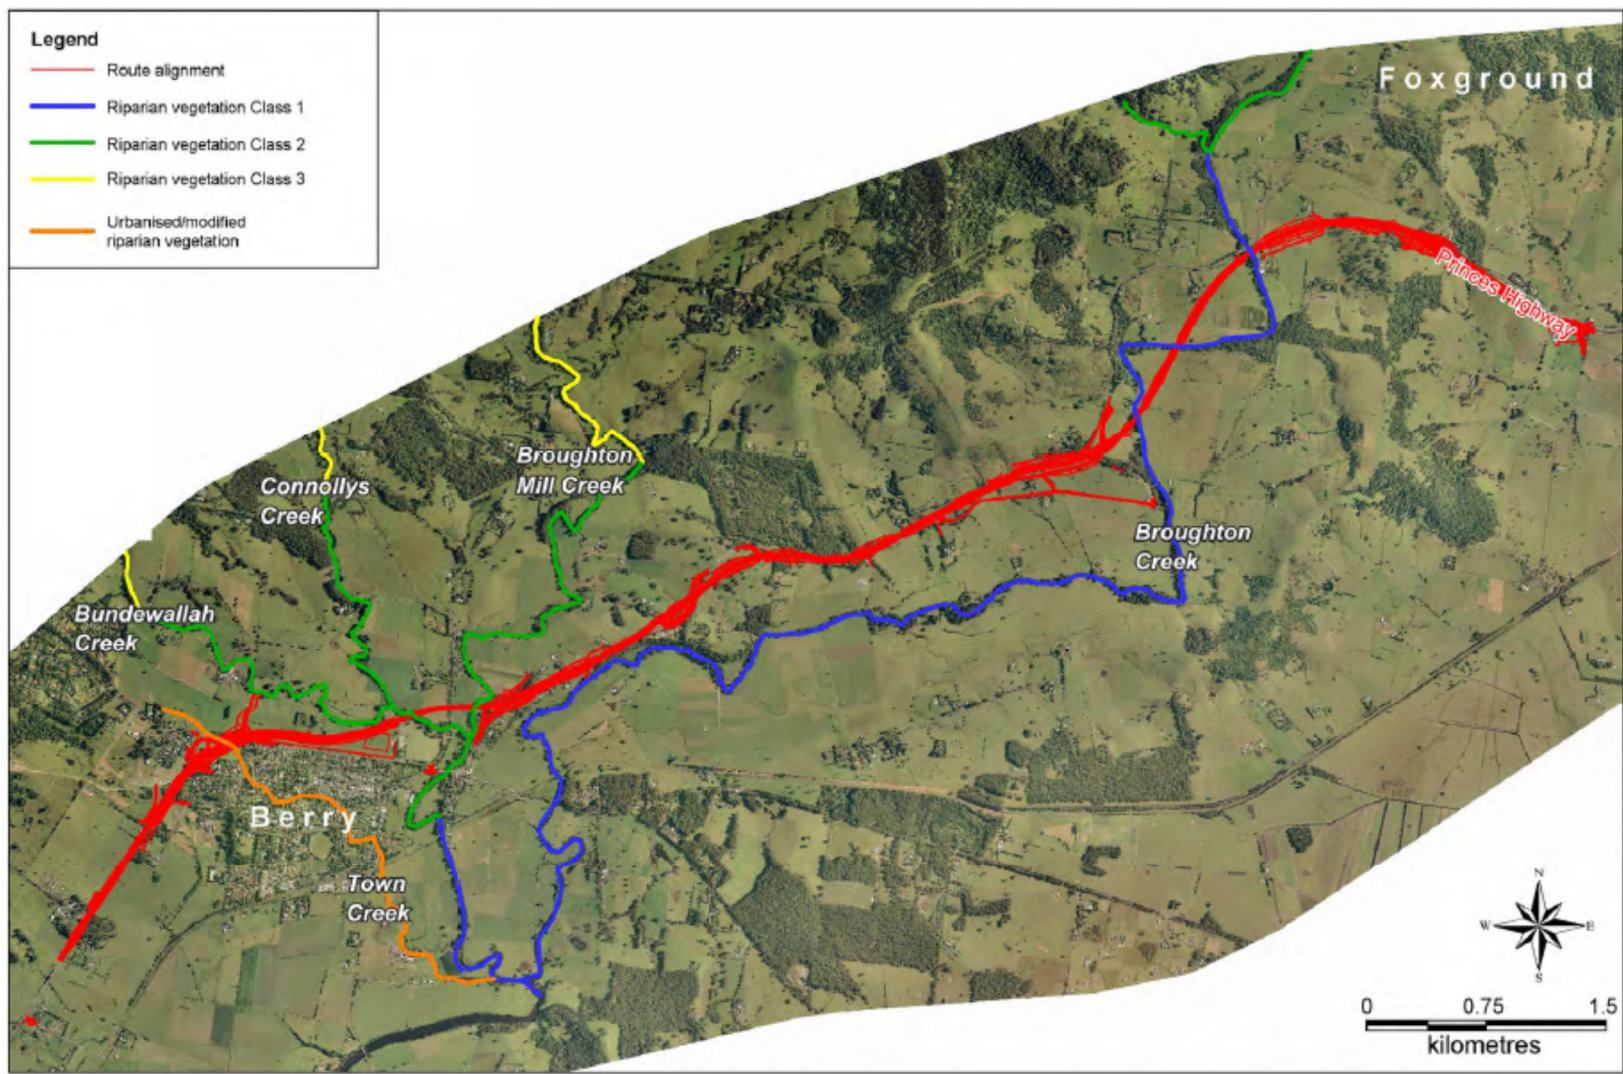 Legend
Route alignment
Riparian vegetation Class 1
Riparian vegetation Class 2
Riparian vegetation Class 3
Urbanised/modified
riparian vegetation
Foxground
Princes Highway
Broughton
Mill Creek
Connollys
Creek
Broughton
Creek
Bundewallah
Creek
Berry
Town
Creek
N
W
E
S
0 0.75 1.5
kilometres